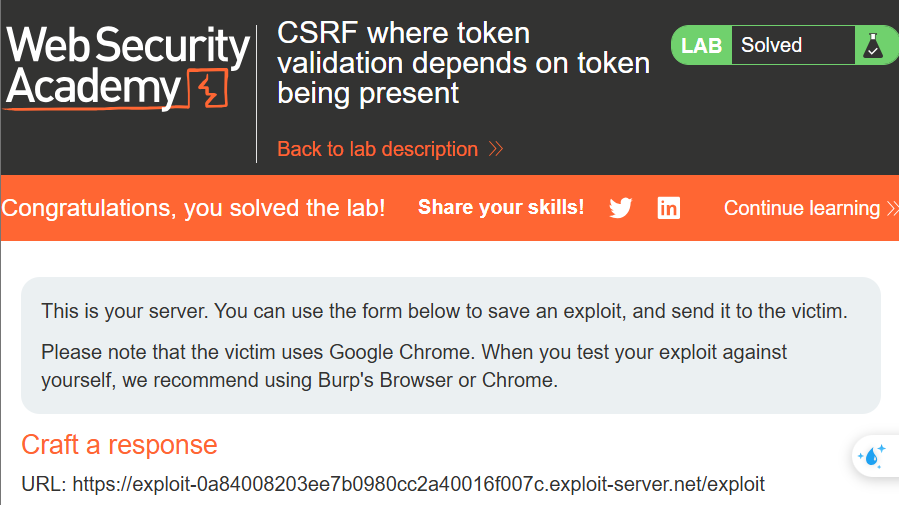 Web Security
Academy
CSRF where token
validation depends on token
being present
Back to lab description
LAB Solved
Congratulations, you solved the lab! Share your skills! Continue learning
This is your server. You can use the form below to save an exploit, and send it to the victim.
Please note that the victim uses Google Chrome. When you test your exploit against
yourself, we recommend using Burp's Browser or Chrome.
Craft a response
URL: https://exploit-0a84008203ee7b0980cc2a40016f007c.exploit-server.net/exploit